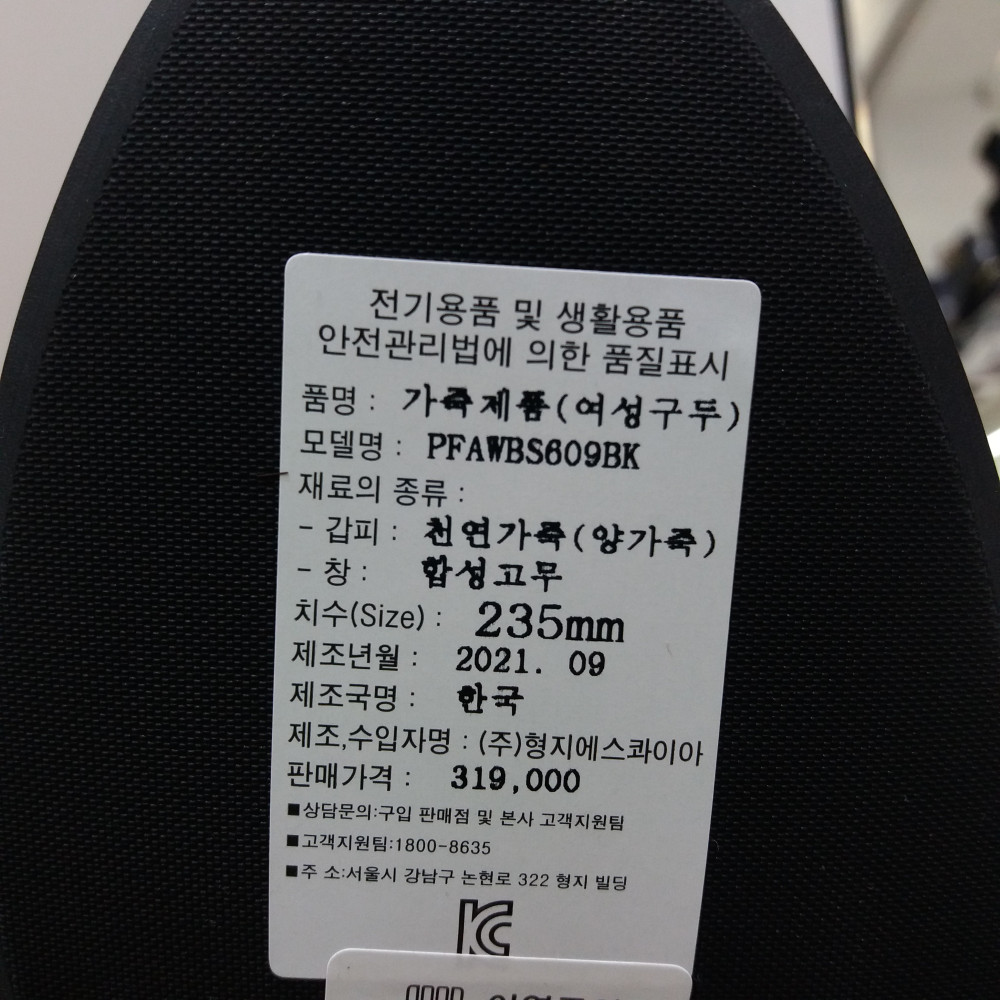 전기용품 및 생활용품
안전관리법에 의한 품질표시
품명 : 가죽제품(여성구두)
모델명 : PFAWBS609BK
재료의 종류 :
- 갑피 : 천연가죽(양가죽)
- 창 : 합성고무
치수(Size) : 235mm
제조년월 : 2021. 09
제조국명 : 한국
제조,수입자명 : (주)형지에스콰이아
판매가격 : 319,000
■상담문의:구입 판매점 및 본사 고객지원팀
■고객지원팀:1800-8635
■주 소:서울시 강남구 논현로 322 형지 빌딩
KC